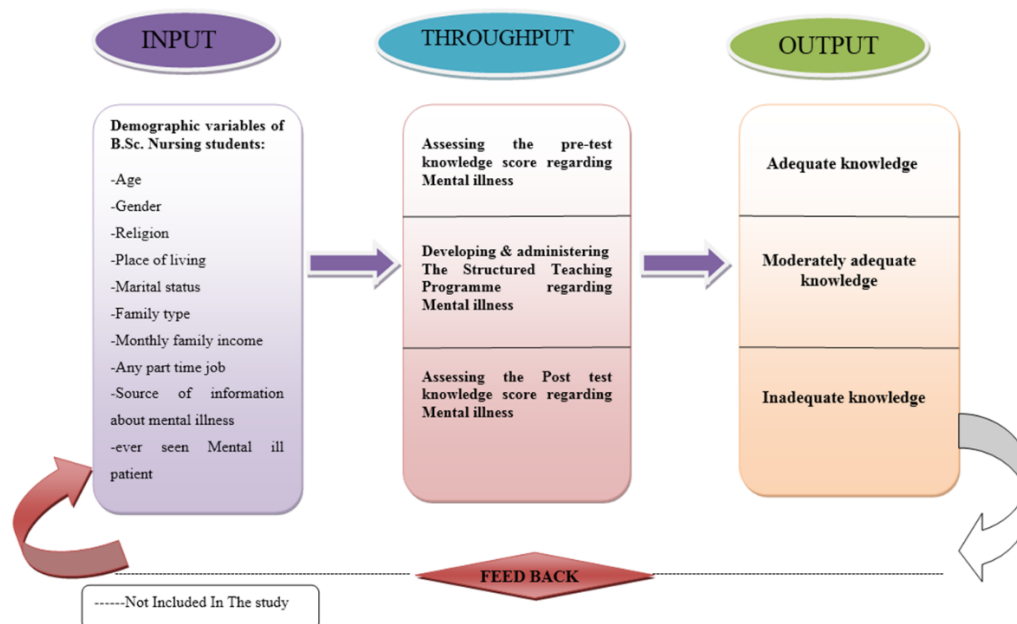 INPUT
THROUGHPUT
OUTPUT
Demographic variables of
B.Sc. Nursing students:
-Age
-Gender
-Religion
-Place of living
-Marital status
-Family type
-Monthly family income
-Any part time job
-Source of information
about mental illness
-ever seen Mental ill
patient
Assessing the pre-test
knowledge score regarding
Mental illness
Developing & administering
The Structured Teaching
Programme regarding
Mental illness
Assessing the Post test
knowledge score regarding
Mental illness
Adequate knowledge
Moderately adequate
knowledge
Inadequate knowledge
FEED BACK
------Not Included In The study